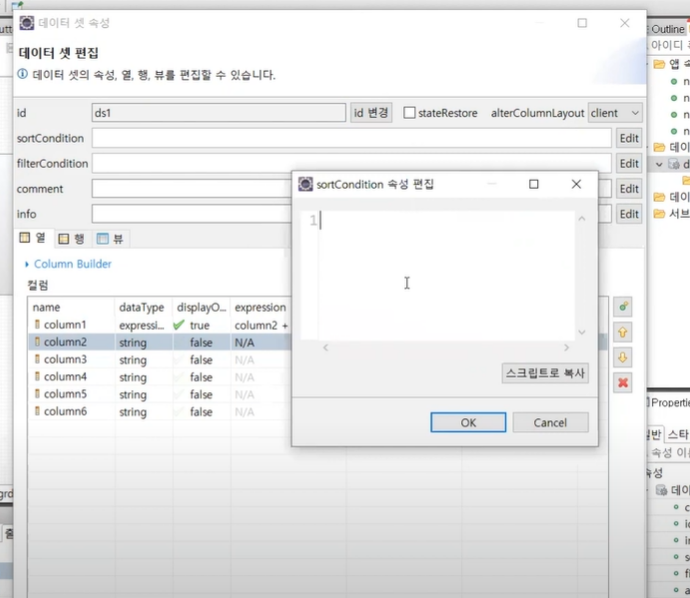 데이터 셋 속성
데이터 셋 편집
데이터 셋의 속성, 열, 행, 뷰를 편집할 수 있습니다.
id ds1 id 변경 stateRestore alterColumnLayout client
sortCondition Edit
filterCondition Edit
comment Edit
info Edit
열 행 뷰
Column Builder
컬럼
name dataType displayO... expression
column1 expressi... true column2 +
column2 string false N/A
column3 string false N/A
column4 string false N/A
column5 string false N/A
column6 string false N/A
sortCondition 속성 편집
1
스크립트로 복사
OK Cancel
Outline
아이디
앱 속
데이
데이
서브
Properti
일반 스타
속성 이
속성
데이
grd